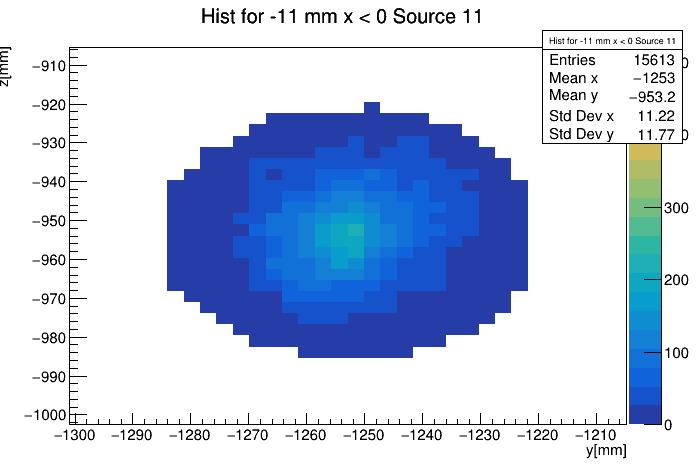 Hist for -11 mm x < 0 Source 11
z[mm]
Hist for -11 mm x < 0 Source 11
Entries 15613
Mean x −1253
Mean y −953.2
Std Dev x 11.22
Std Dev y 11.77
−910
−920
−930
−940
−950
−960
−970
−980
−990
−1000
−1300 −1290 −1280 −1270 −1260 −1250 −1240 −1230 −1220 −1210
y[mm]
300
200
100
0